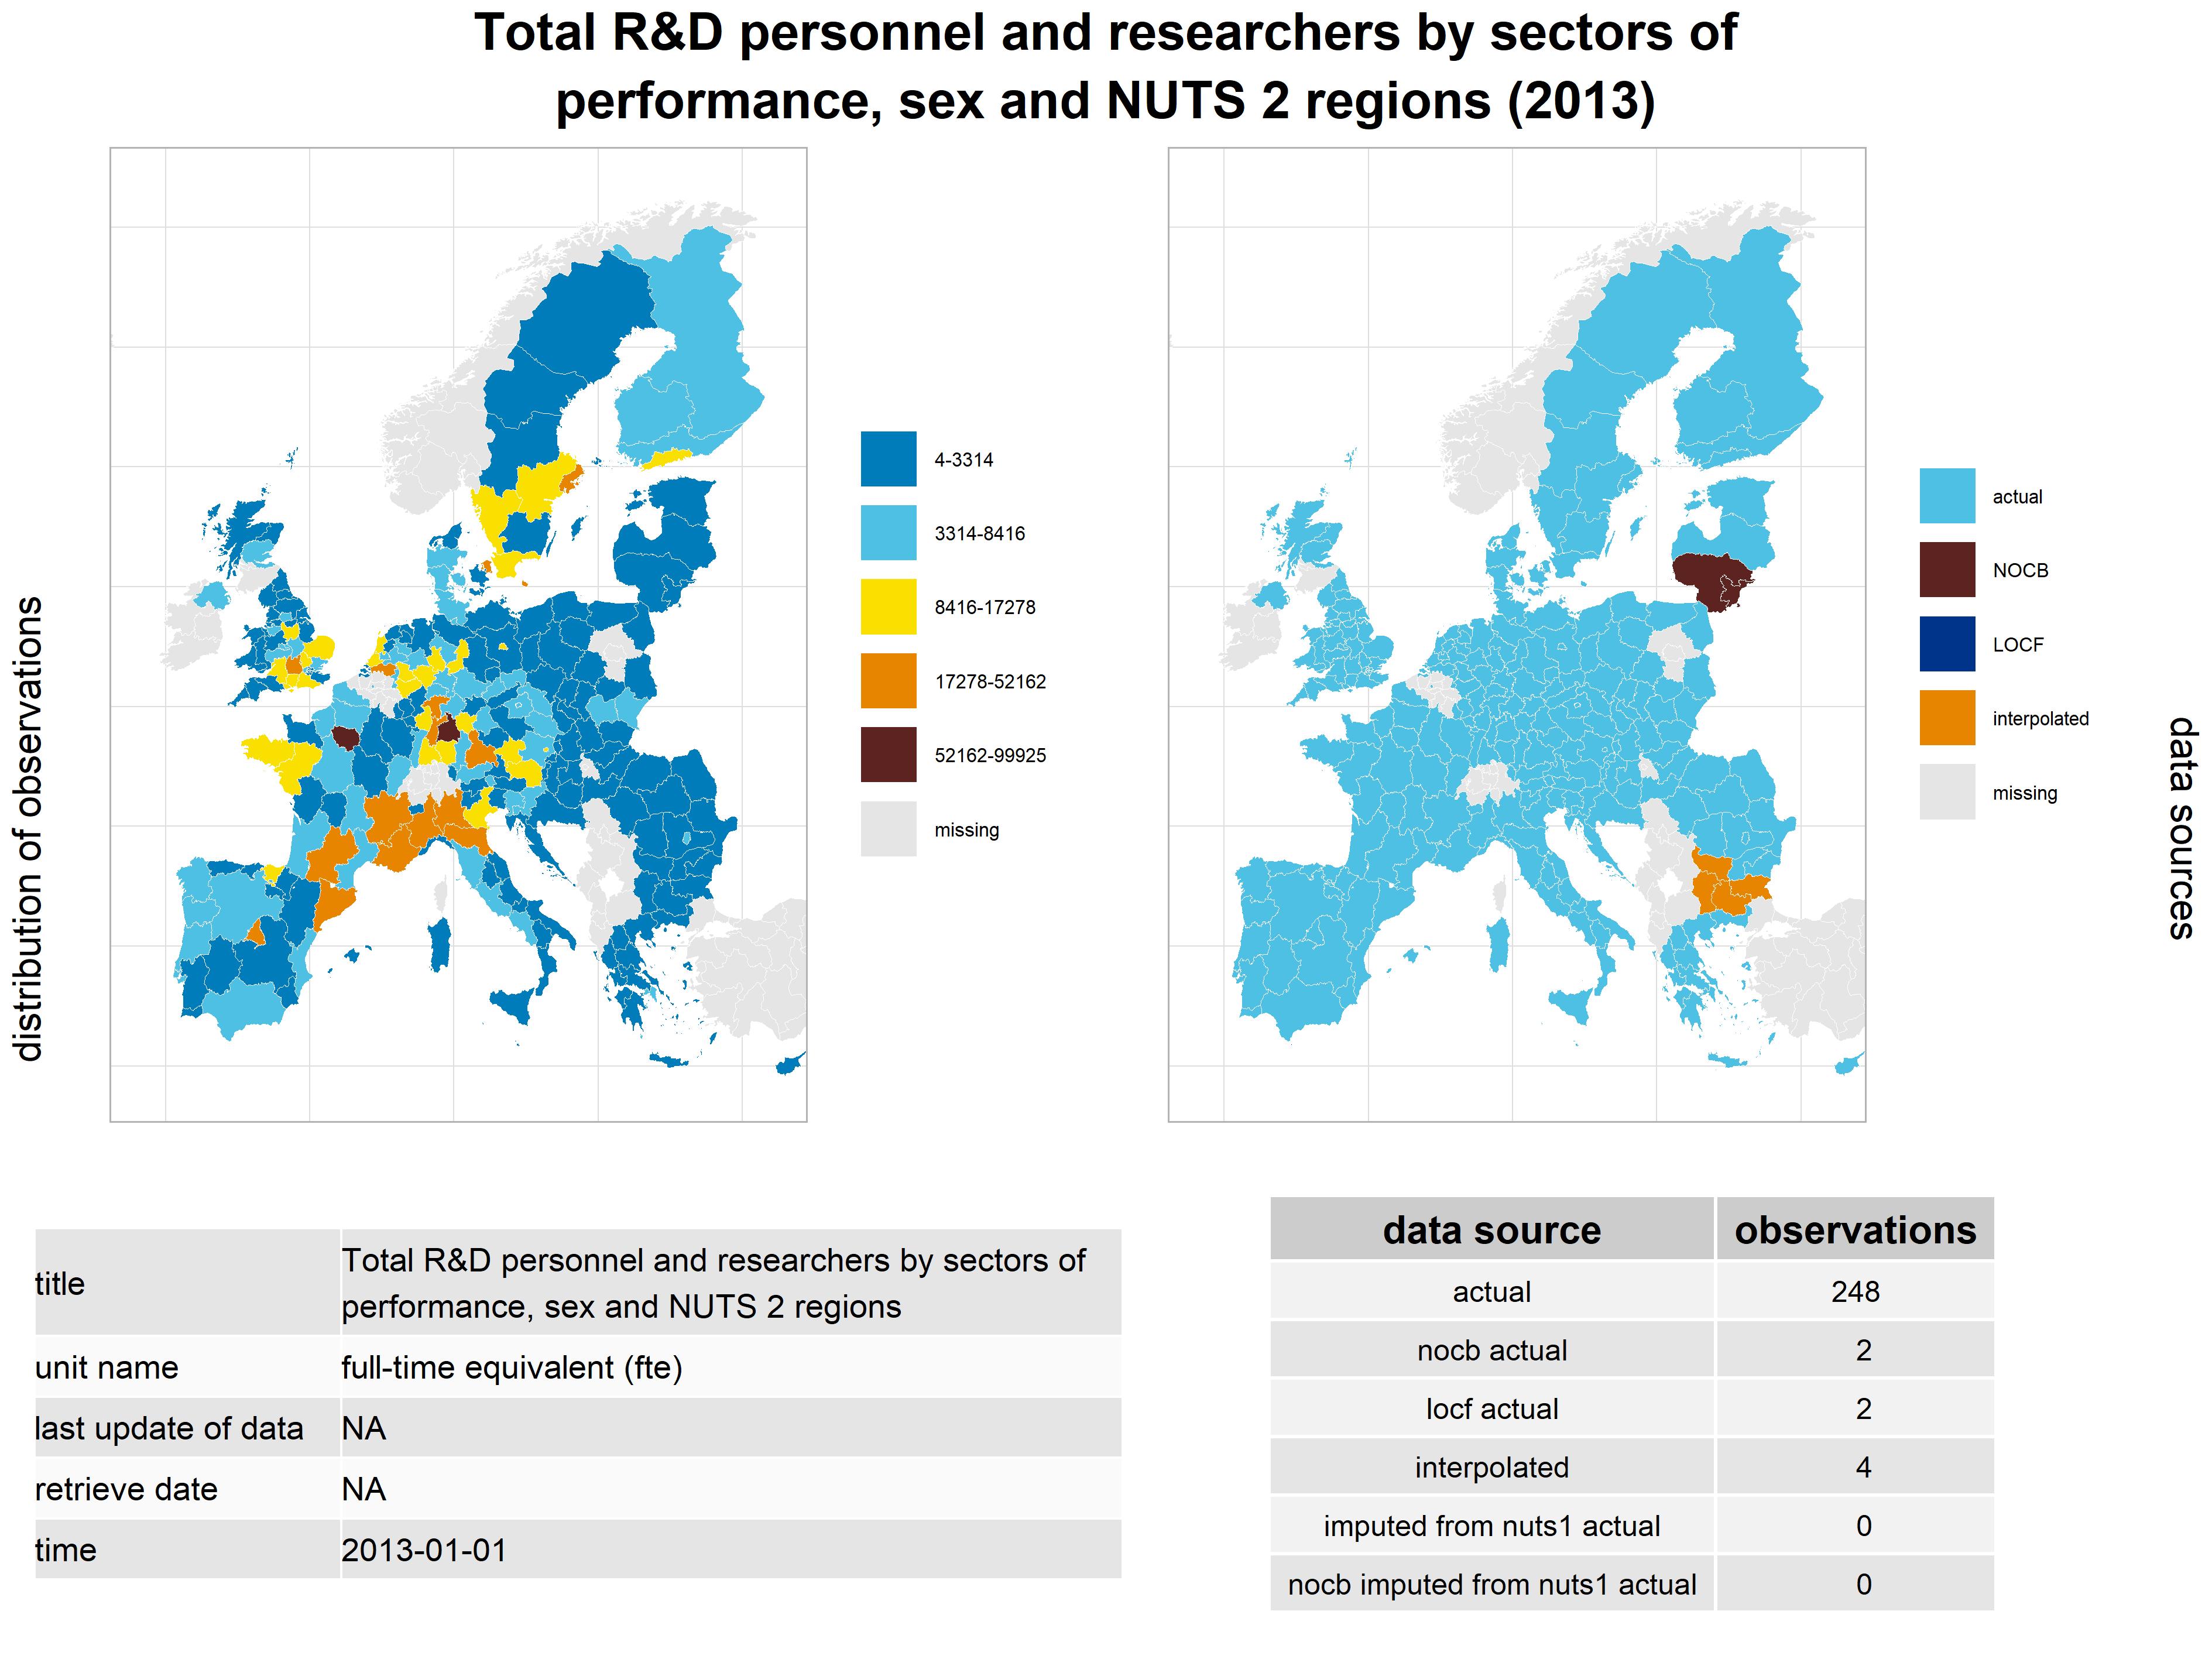 Total R&D personnel and researchers by sectors of
performance, sex and NUTS 2 regions (2013)
distribution of observations
4-3314
3314-8416
8416-17278
17278-52162
52162-99925
missing
actual
NOCB
LOCF
interpolated
missing
data sources
title
Total R&D personnel and researchers by sectors of
performance, sex and NUTS 2 regions
unit name full-time equivalent (fte)
last update of data NA
retrieve date NA
time 2013-01-01
data source observations
actual 248
nocb actual 2
locf actual 2
interpolated 4
imputed from nuts1 actual 0
nocb imputed from nuts1 actual 0